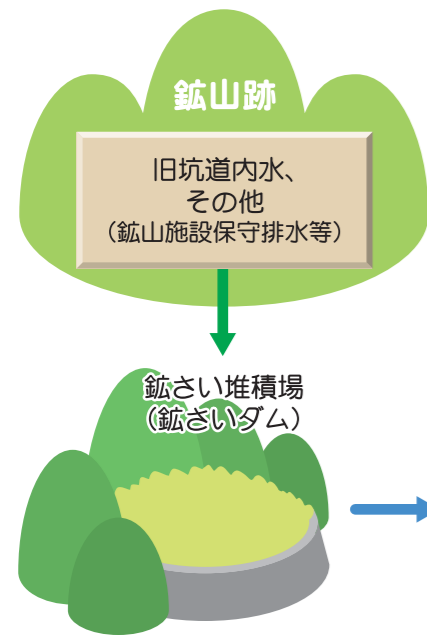 鉱山跡
旧坑道内水、
その他
（鉱山施設保守排水等）
鉱さい堆積場
（鉱さいダム）